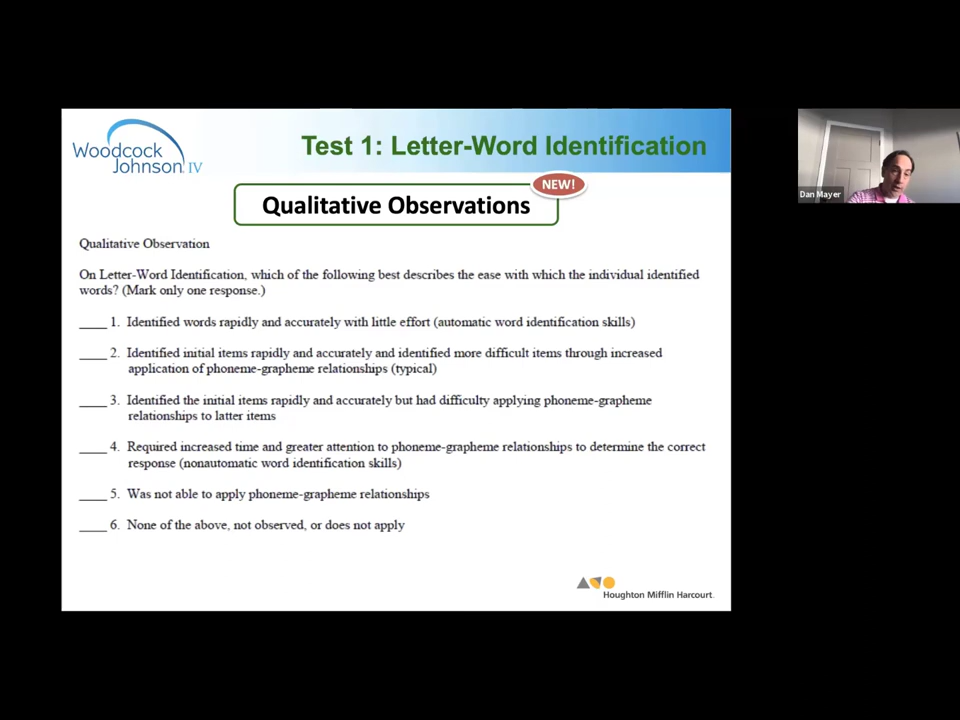 Woodcock
Johnson IV
Test 1: Letter-Word Identification
NEW!
Qualitative Observations
Dan Mayer
Qualitative Observation
On Letter-Word Identification, which of the following best describes the ease with which the individual identified
words? (Mark only one response.)
____ 1. Identified words rapidly and accurately with little effort (automatic word identification skills)
____ 2. Identified initial items rapidly and accurately and identified more difficult items through increased
application of phoneme-grapheme relationships (typical)
____ 3. Identified the initial items rapidly and accurately but had difficulty applying phoneme-grapheme
relationships to latter items
____ 4. Required increased time and greater attention to phoneme-grapheme relationships to determine the correct
response (nonautomatic word identification skills)
____ 5. Was not able to apply phoneme-grapheme relationships
____ 6. None of the above, not observed, or does not apply
Houghton Mifflin Harcourt